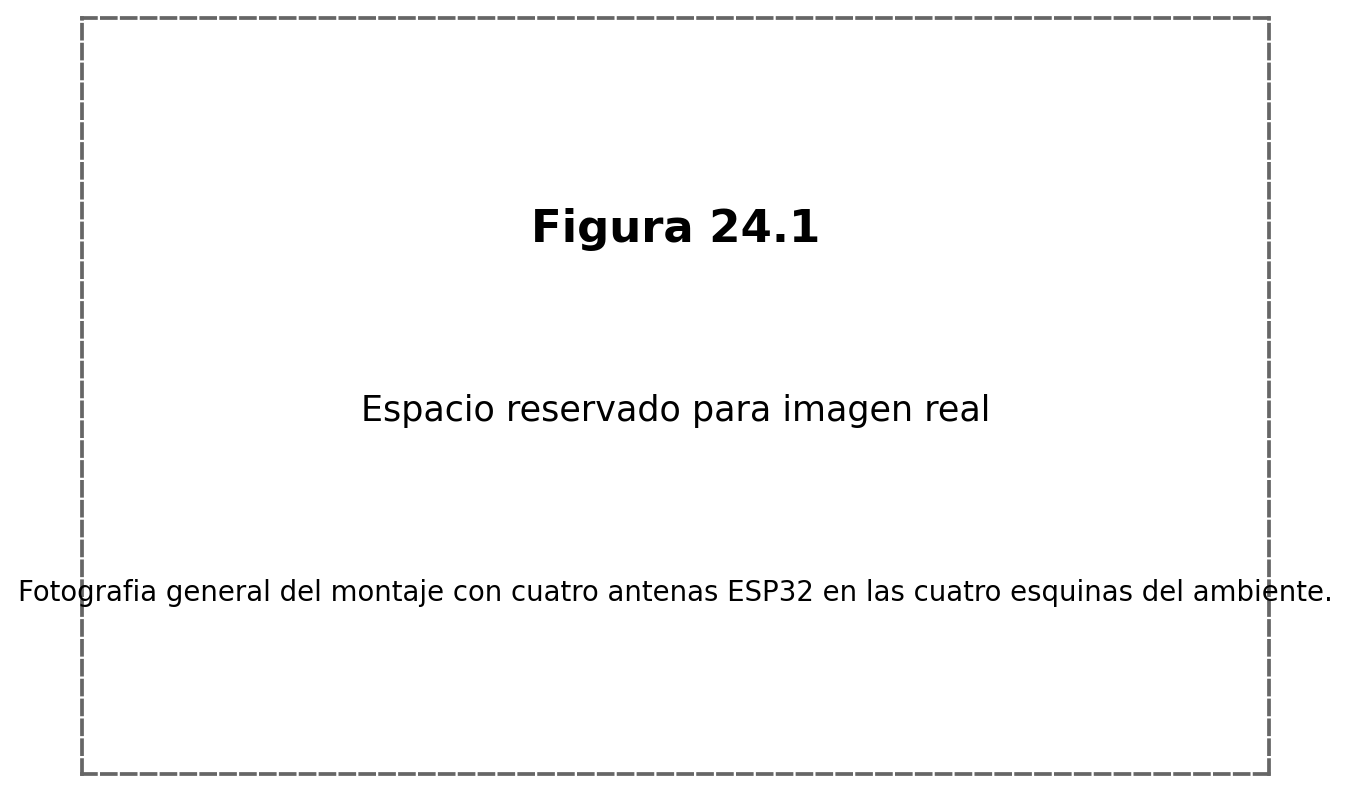 Figura 24.1
Espacio reservado para imagen real
Fotografia general del montaje con cuatro antenas ESP32 en las cuatro esquinas del ambiente.